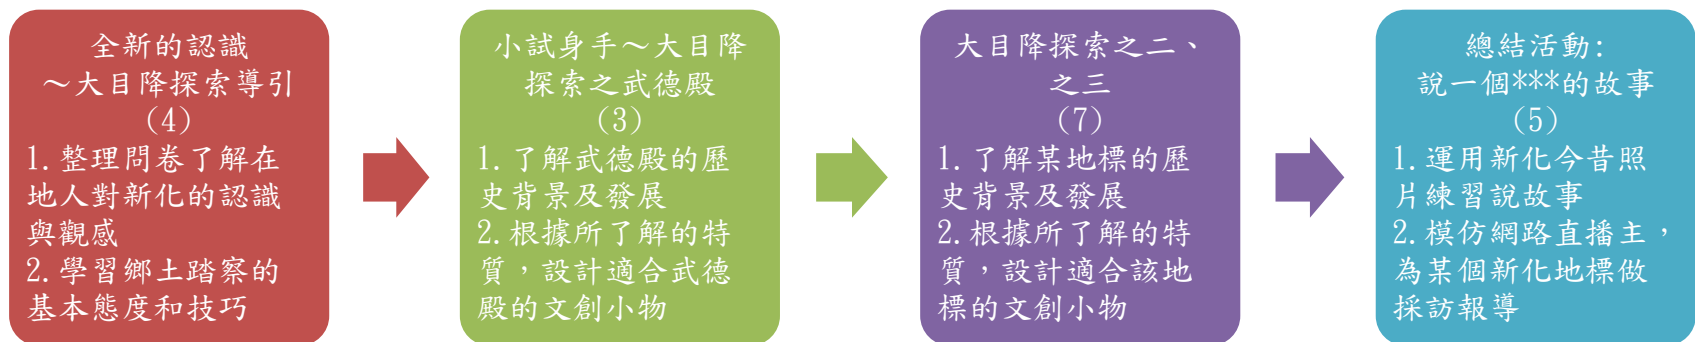 全新的認識
～大目降探索導引
(4)
1.整理問卷了解在
地人對新化的認識
與觀感
2.學習鄉土踏察的
基本態度和技巧
小試身手～大目降
探索之武德殿
(3)
1.了解武德殿的歷
史背景及發展
2.根據所了解的特
質，設計適合武德
殿的文創小物
大目降探索之二、
之三
(7)
1.了解某地標的歷
史背景及發展
2.根據所了解的特
質，設計適合該地
標的文創小物
總結活動:
說一個***的故事
(5)
1.運用新化今昔照
片練習說故事
2.模仿網路直播主，
為某個新化地標做
採訪報導